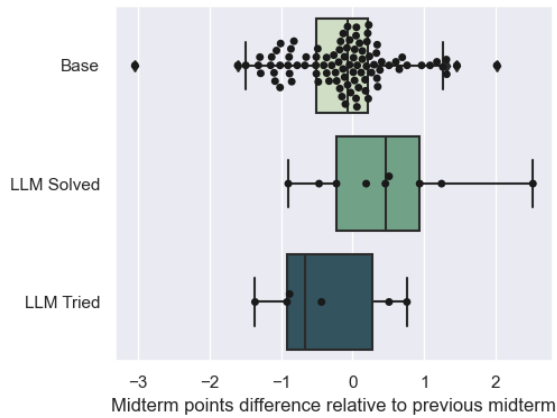 Base
LLM Solved
LLM Tried
−3 −2 −1 0 1 2
Midterm points difference relative to previous midterm